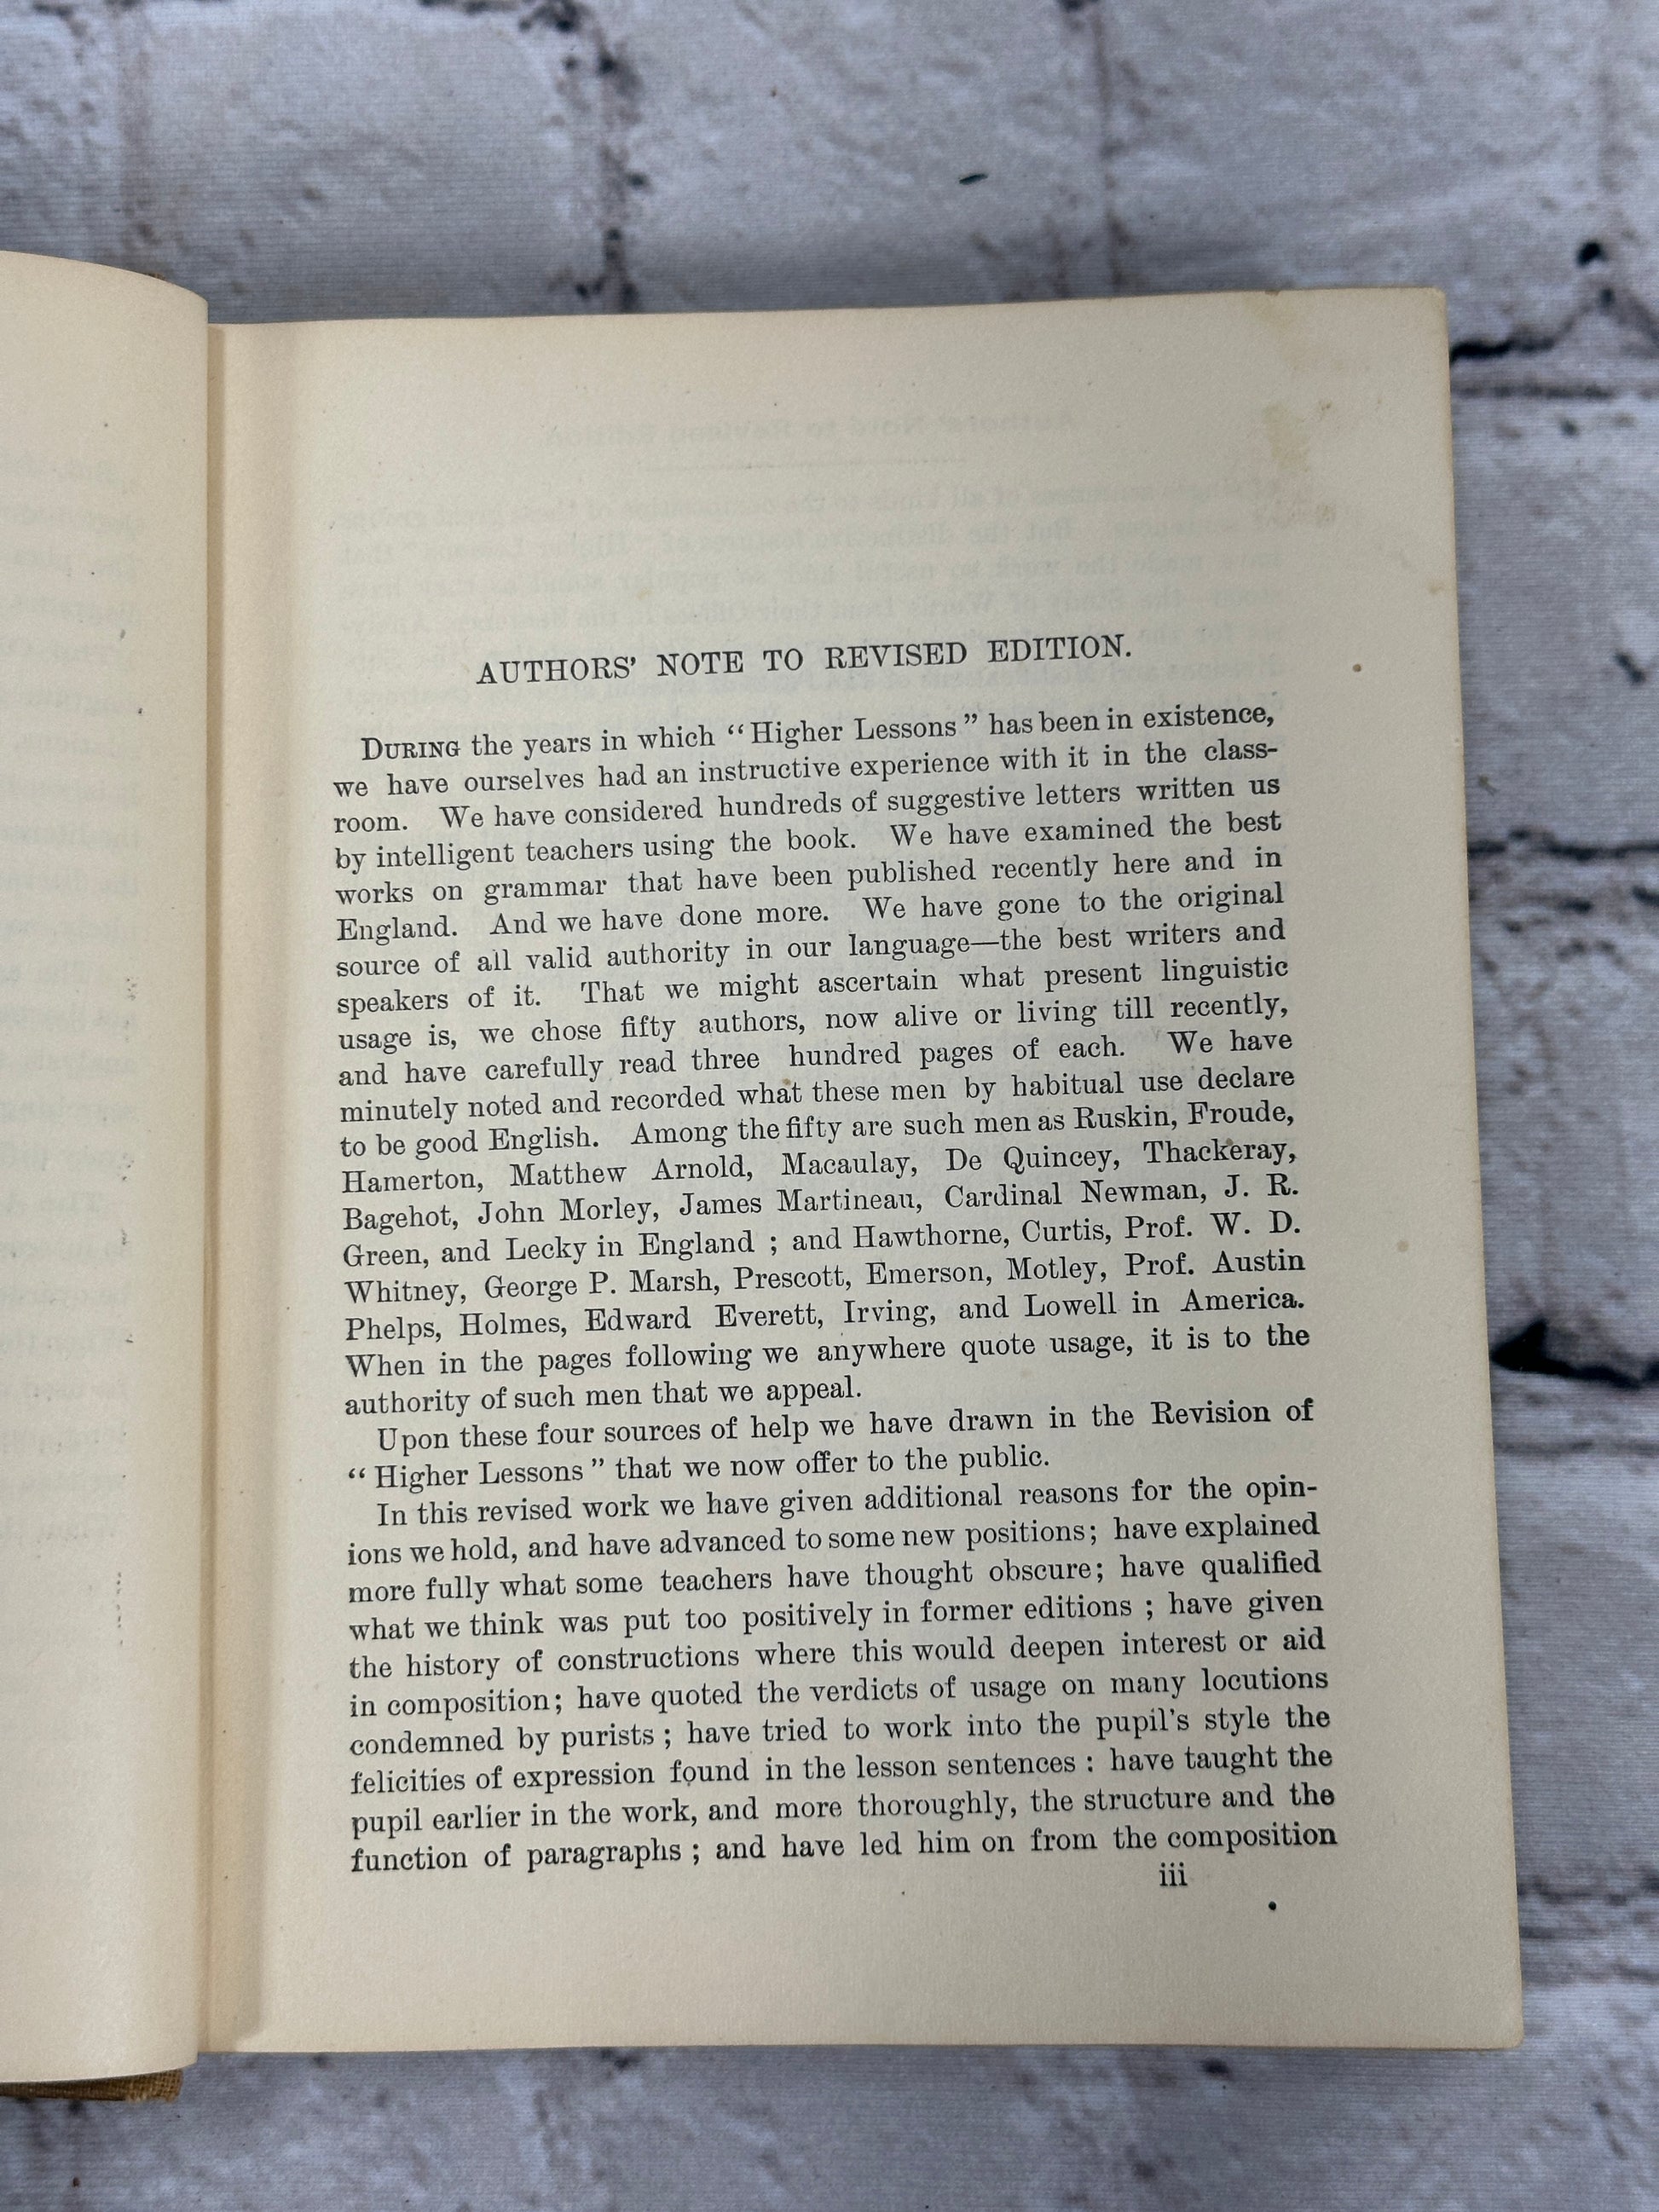 AUTHORS' NOTE TO REVISED EDITION.
DURING the years in which “Higher Lessons” has been in existence,
we have ourselves had an instructive experience with it in the class-
room. We have considered hundreds of suggestive letters written us
by intelligent teachers using the book. We have examined the best
works on grammar that have been published recently here and in
England. And we have done more. We have gone to the original
source of all valid authority in our language—the best writers and
speakers of it. That we might ascertain what present linguistic
usage is, we chose fifty authors, now alive or living till recently,
and have carefully read three hundred pages of each. We have
minutely noted and recorded what these men by habitual use declare
to be good English. Among the fifty are such men as Ruskin, Froude,
Hamerton, Matthew Arnold, Macaulay, De Quincey, Thackeray,
Bagehot, John Morley, James Martineau, Cardinal Newman, J. R.
Green, and Lecky in England ; and Hawthorne, Curtis, Prof. W. D.
Whitney, George P. Marsh, Prescott, Emerson, Motley, Prof. Austin
Phelps, Holmes, Edward Everett, Irving, and Lowell in America.
When in the pages following we anywhere quote usage, it is to the
authority of such men that we appeal.
Upon these four sources of help we have drawn in the Revision of
“ Higher Lessons ” that we now offer to the public.
In this revised work we have given additional reasons for the opin-
ions we hold, and have advanced to some new positions; have explained
more fully what some teachers have thought obscure; have qualified
what we think was put too positively in former editions ; have given
the history of constructions where this would deepen interest or aid
in composition; have quoted the verdicts of usage on many locutions
condemned by purists ; have tried to work into the pupil's style the
felicities of expression found in the lesson sentences : have taught the
pupil earlier in the work, and more thoroughly, the structure and the
function of paragraphs ; and have led him on from the composition
iii